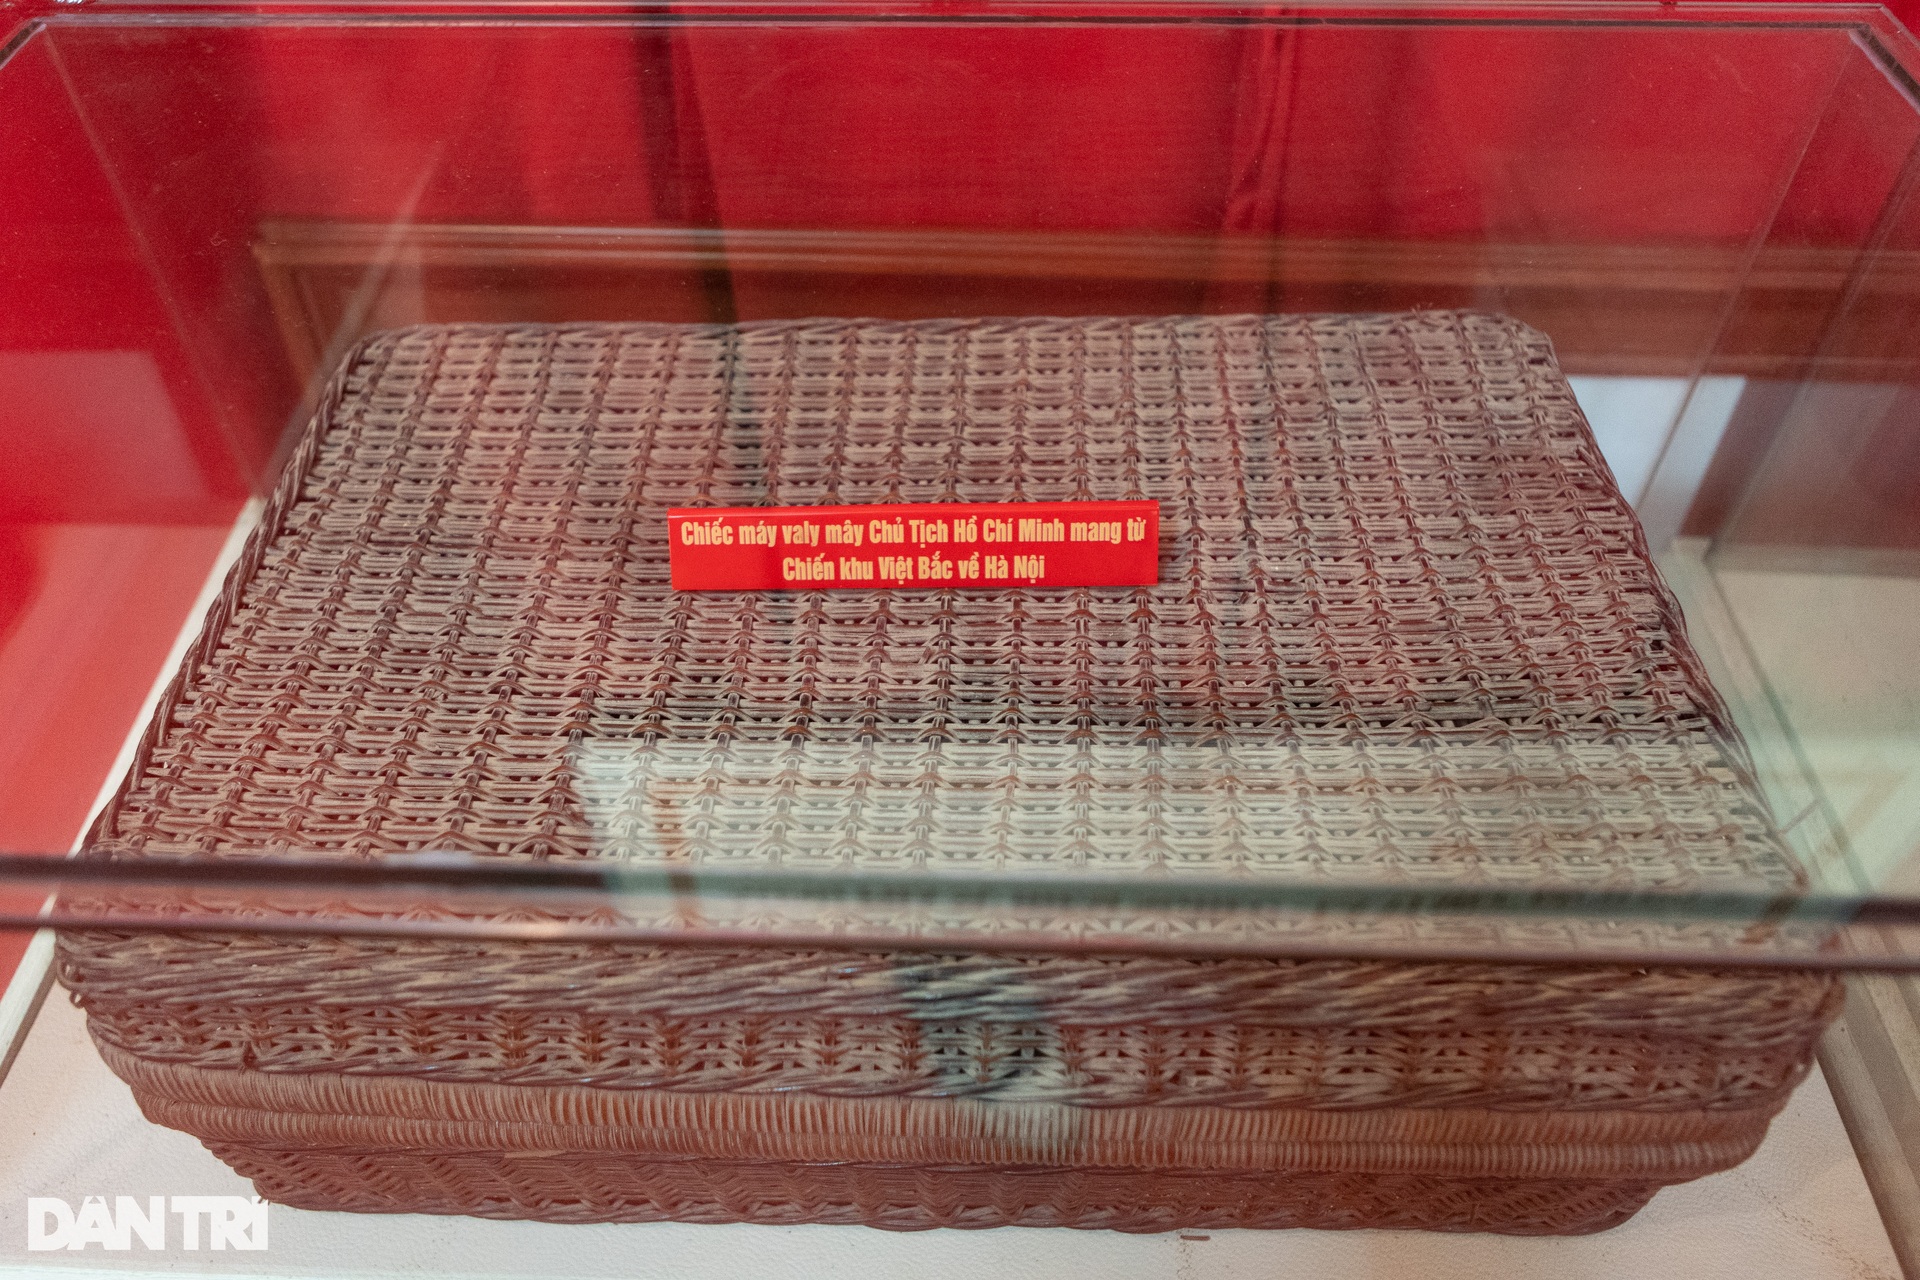 Chiếc máy valy mây Chủ Tịch Hồ Chí Minh mang từ
Chiến khu Việt Bắc về Hà Nội
DÂN TRÍ